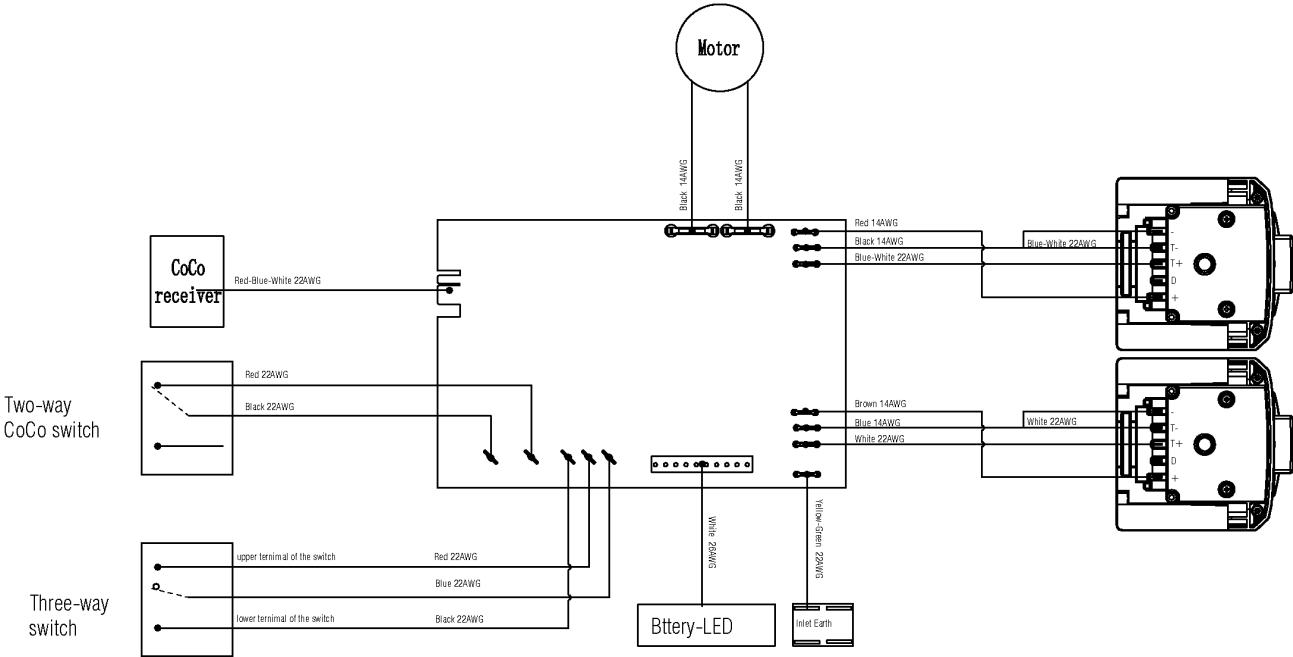 Motor
Black 14AWG
Black 14AWG
Red 14AWG
Black 14AWG
Blue-White 22AWG
Blue-White 22AWG
-
T-
T+
D
+
CoCo
receiver
Red-Blue-White 22AWG
Two-way
CoCo switch
Red 22AWG
Black 22AWG
Brown 14AWG
Blue 14AWG
White 22AWG
White 22AWG
-
T-
T+
D
+
White 26AWG
Yellow-Green 22AWG
Three-way
switch
upper ternimal of the switch
Red 22AWG
Blue 22AWG
lower ternimal of the switch
Black 22AWG
Bttery-LED
Inlet Earth